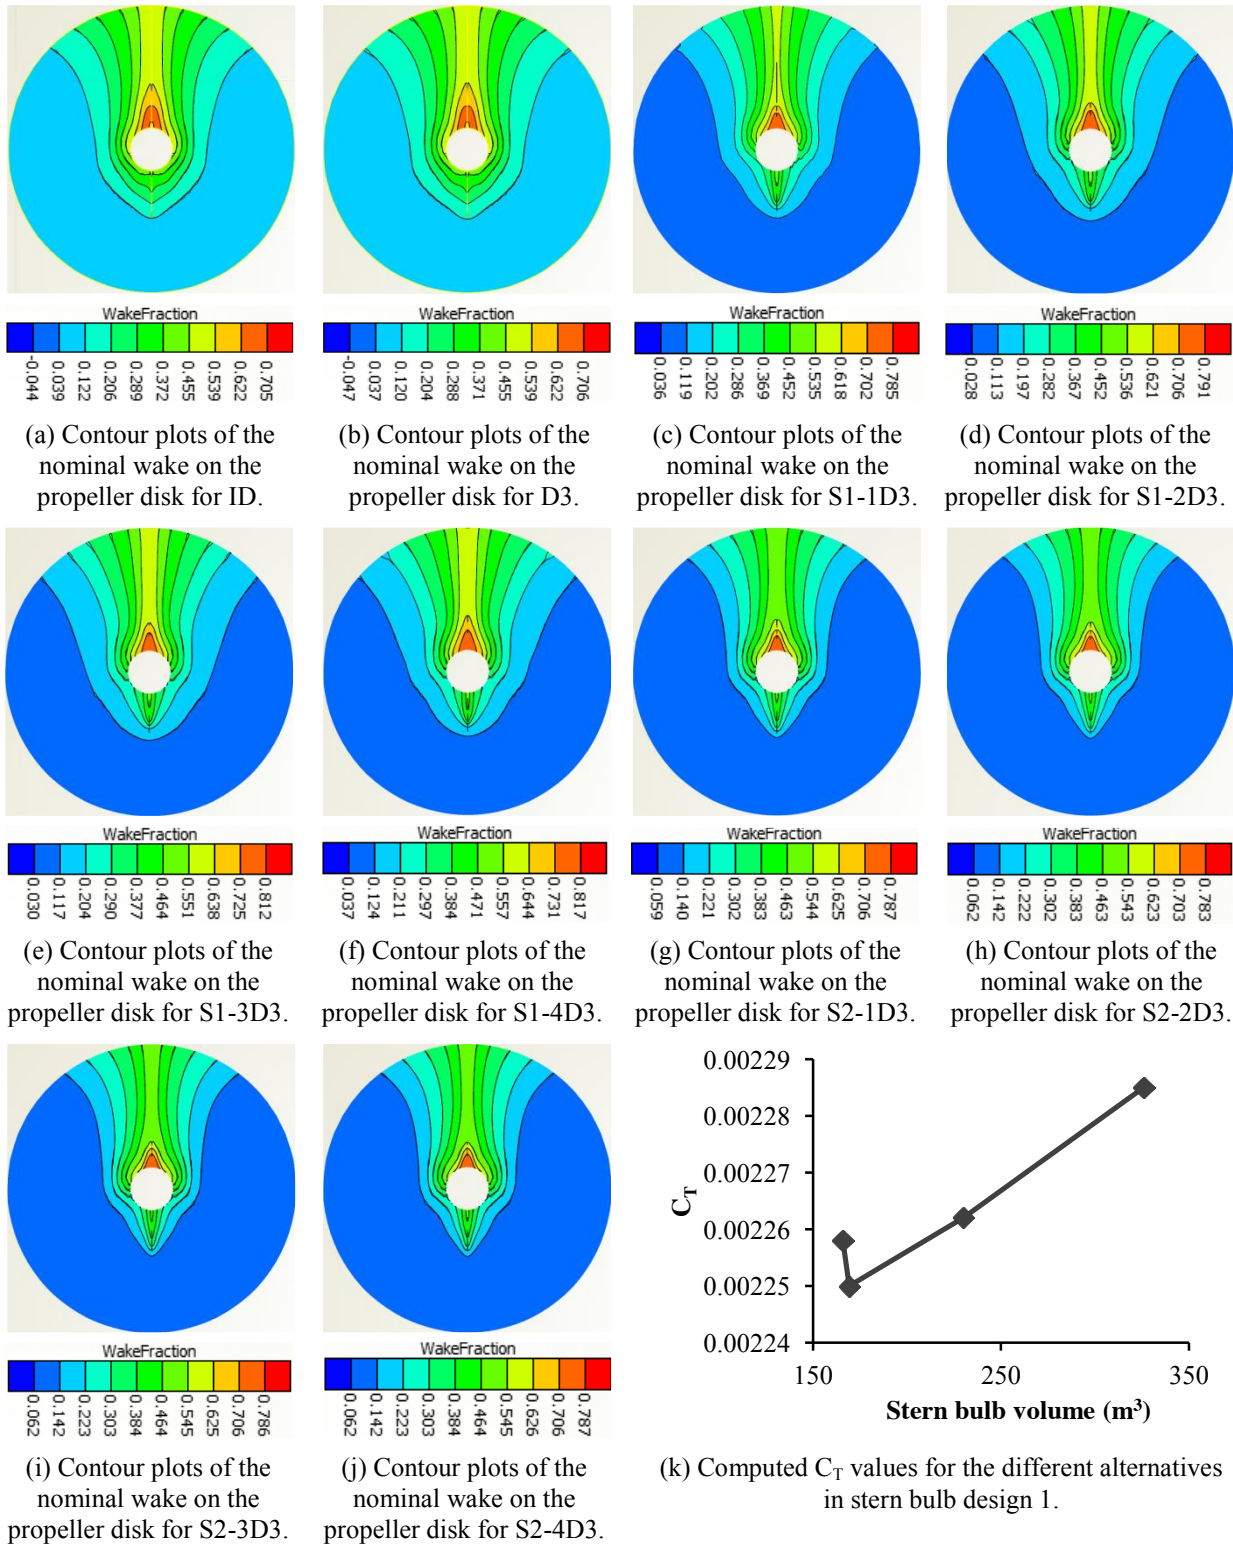 WakeFraction
-0.044 0.039 0.122 0.206 0.289 0.372 0.455 0.539 0.622 0.705
(a) Contour plots of the
nominal wake on the
propeller disk for ID.
WakeFraction
-0.047 0.037 0.120 0.204 0.288 0.371 0.455 0.539 0.622 0.706
(b) Contour plots of the
nominal wake on the
propeller disk for D3.
WakeFraction
0.036 0.119 0.202 0.286 0.369 0.452 0.535 0.618 0.702 0.785
(c) Contour plots of the
nominal wake on the
propeller disk for S1-1D3.
WakeFraction
0.028 0.113 0.197 0.282 0.367 0.452 0.536 0.621 0.706 0.791
(d) Contour plots of the
nominal wake on the
propeller disk for S1-2D3.
WakeFraction
0.030 0.117 0.204 0.290 0.377 0.464 0.551 0.638 0.725 0.812
(e) Contour plots of the
nominal wake on the
propeller disk for S1-3D3.
WakeFraction
0.037 0.124 0.211 0.297 0.384 0.471 0.557 0.644 0.731 0.817
(f) Contour plots of the
nominal wake on the
propeller disk for S1-4D3.
WakeFraction
0.059 0.140 0.221 0.302 0.383 0.463 0.544 0.625 0.706 0.787
(g) Contour plots of the
nominal wake on the
propeller disk for S2-1D3.
WakeFraction
0.062 0.142 0.222 0.302 0.383 0.463 0.543 0.623 0.703 0.783
(h) Contour plots of the
nominal wake on the
propeller disk for S2-2D3.
WakeFraction
0.062 0.142 0.223 0.303 0.384 0.464 0.545 0.625 0.706 0.786
(i) Contour plots of the
nominal wake on the
propeller disk for S2-3D3.
WakeFraction
0.062 0.142 0.223 0.303 0.384 0.464 0.545 0.626 0.706 0.787
(j) Contour plots of the
nominal wake on the
propeller disk for S2-4D3.
0.00229
0.00228
0.00227
0.00226
0.00225
0.00224
C_T
150 250 350
Stern bulb volume (m³)
(k) Computed C_T values for the different alternatives
in stern bulb design 1.